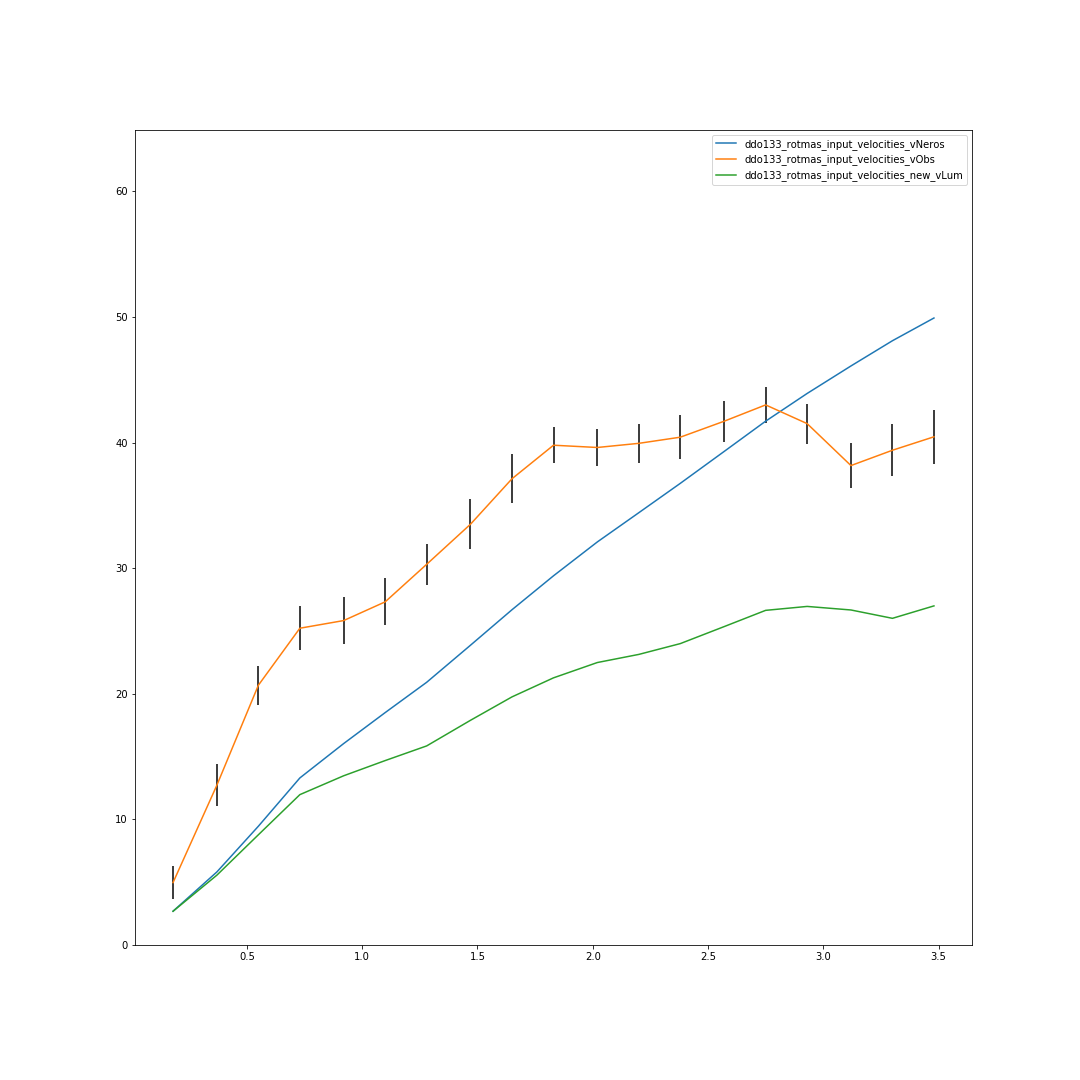 ddo133_rotmas_input_velocities_vNeros
ddo133_rotmas_input_velocities_vObs
ddo133_rotmas_input_velocities_new_vLum
60
50
40
30
20
10
0
0.5 1.0 1.5 2.0 2.5 3.0 3.5